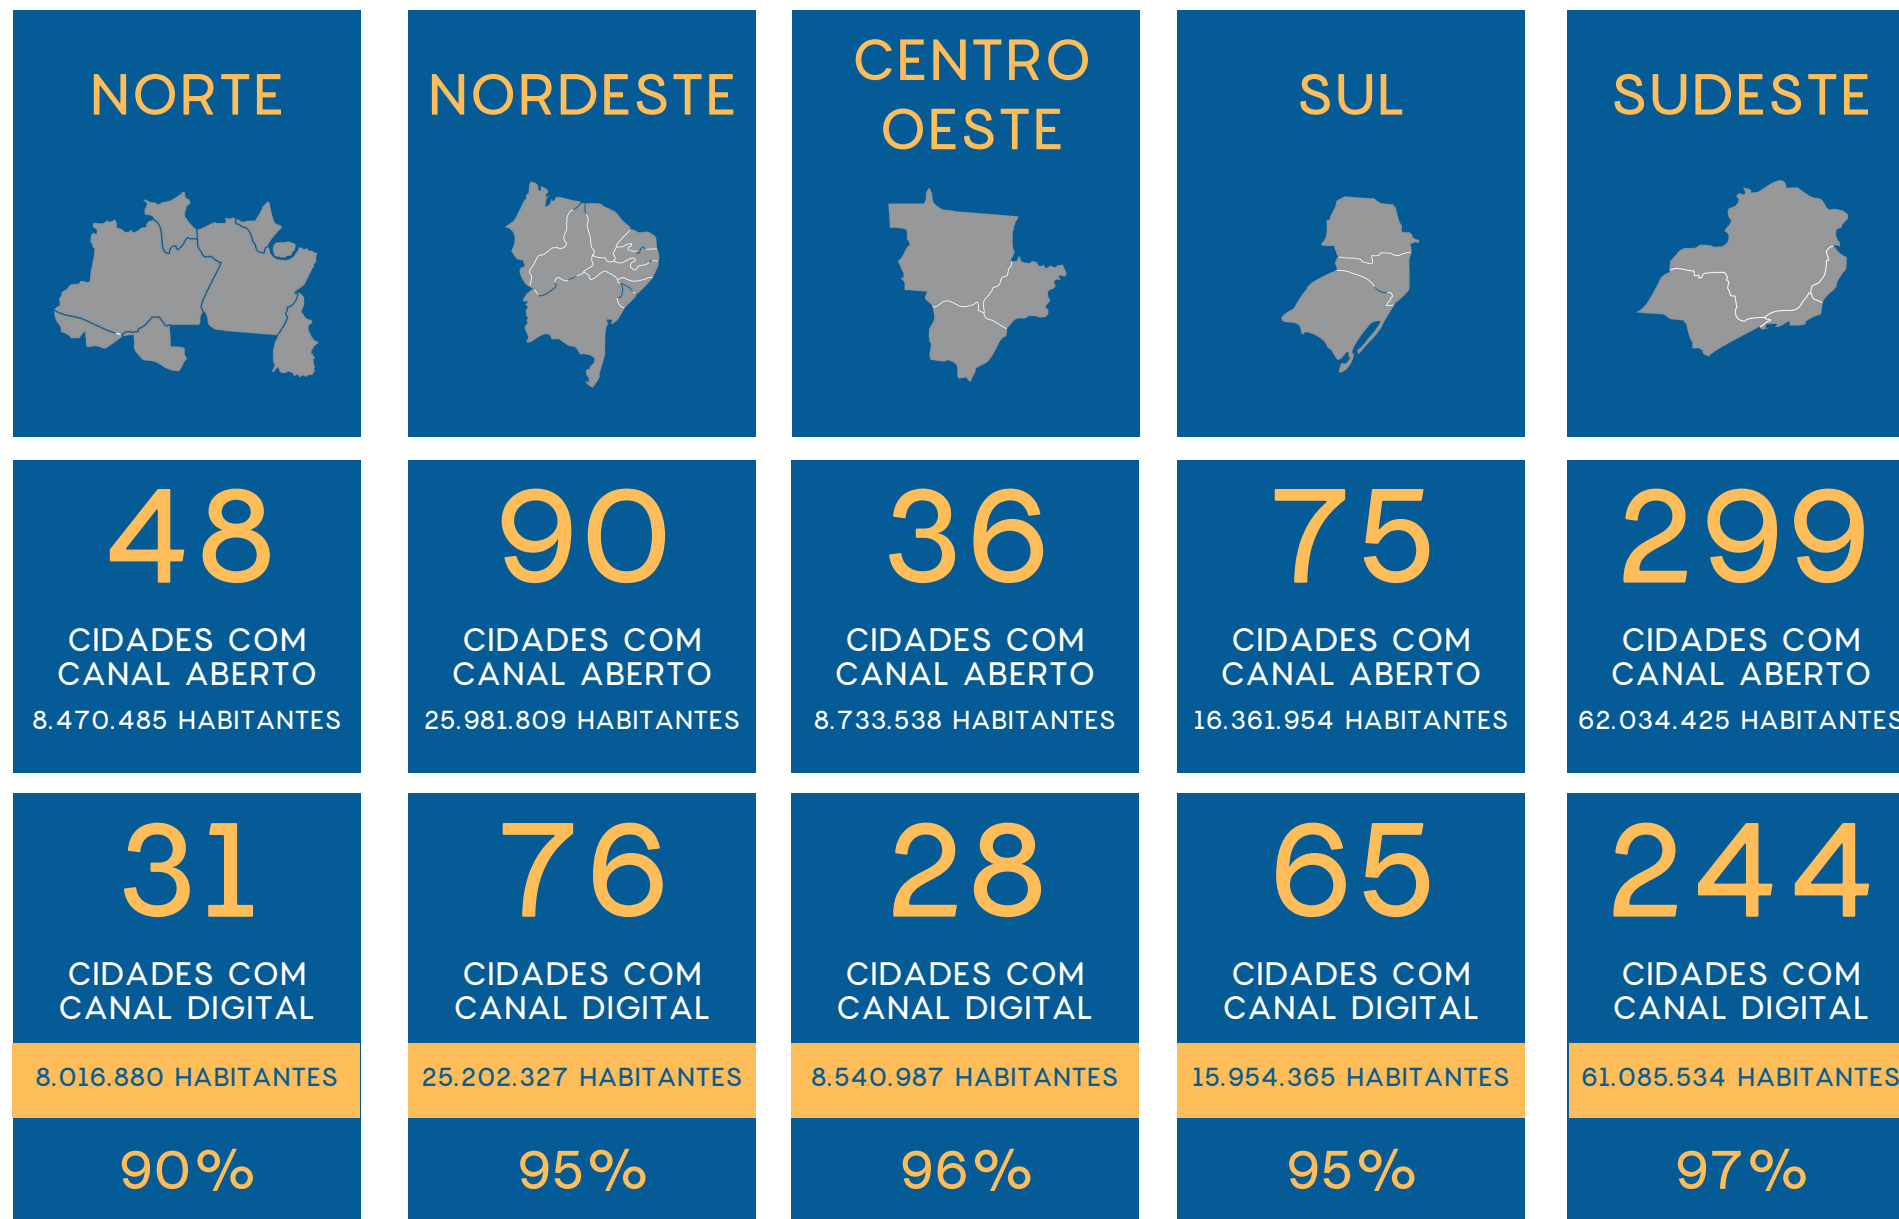 NORTE
NORDESTE
CENTRO
OESTE
SUL
SUDESTE
48
CIDADES COM
CANAL ABERTO
8.470.485 HABITANTES
90
CIDADES COM
CANAL ABERTO
25.981.809 HABITANTES
36
CIDADES COM
CANAL ABERTO
8.733.538 HABITANTES
75
CIDADES COM
CANAL ABERTO
16.361.954 HABITANTES
299
CIDADES COM
CANAL ABERTO
62.034.425 HABITANTES
31
CIDADES COM
CANAL DIGITAL
8.016.880 HABITANTES
90%
76
CIDADES COM
CANAL DIGITAL
25.202.327 HABITANTES
95%
28
CIDADES COM
CANAL DIGITAL
8.540.987 HABITANTES
96%
65
CIDADES COM
CANAL DIGITAL
15.954.365 HABITANTES
95%
244
CIDADES COM
CANAL DIGITAL
61.085.534 HABITANTES
97%